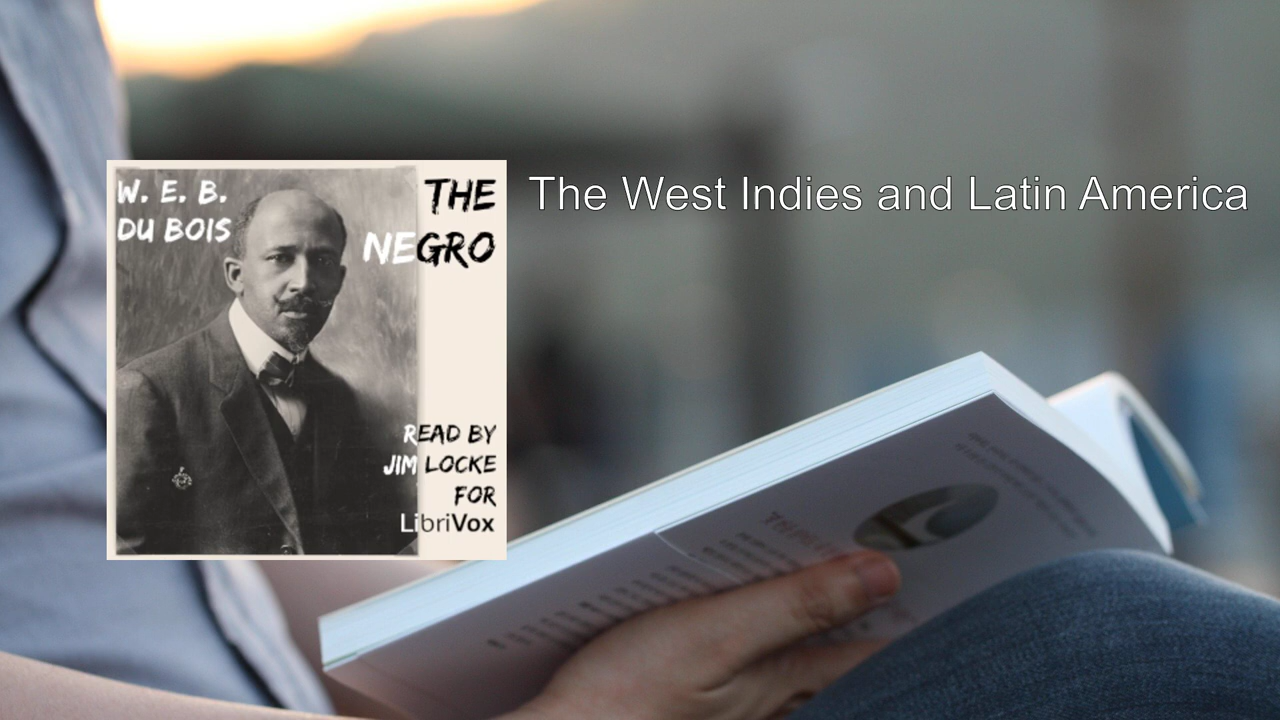 W. E. B.
DU BOIS
THE
NEGRO
READ BY
JIM LOCKE
FOR
LibriVox
The West Indies and Latin America